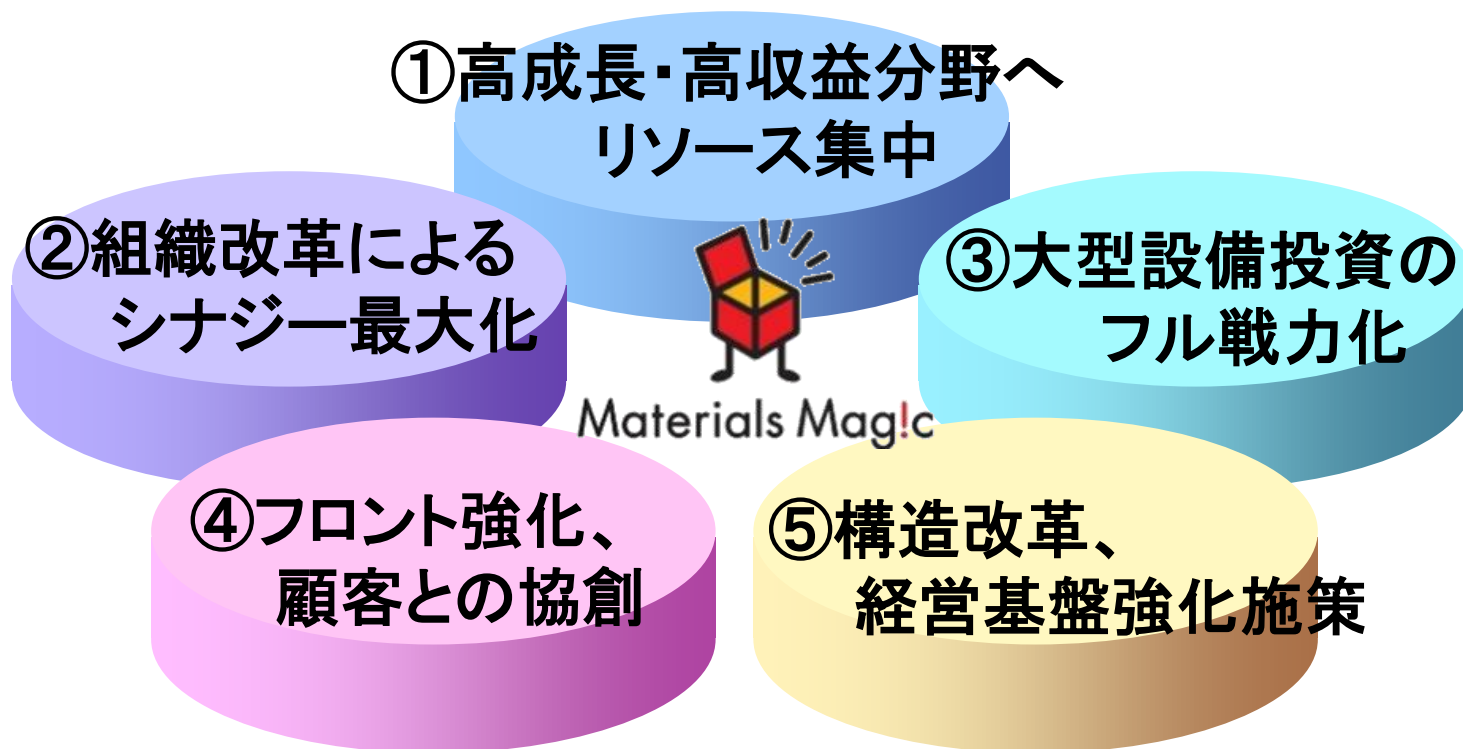 ①高成長・高収益分野へ
リソース集中
②組織改革による
シナジー最大化
③大型設備投資の
フル戦力化
Materials Mag!c
④フロント強化、
顧客との協創
⑤構造改革、
経営基盤強化施策